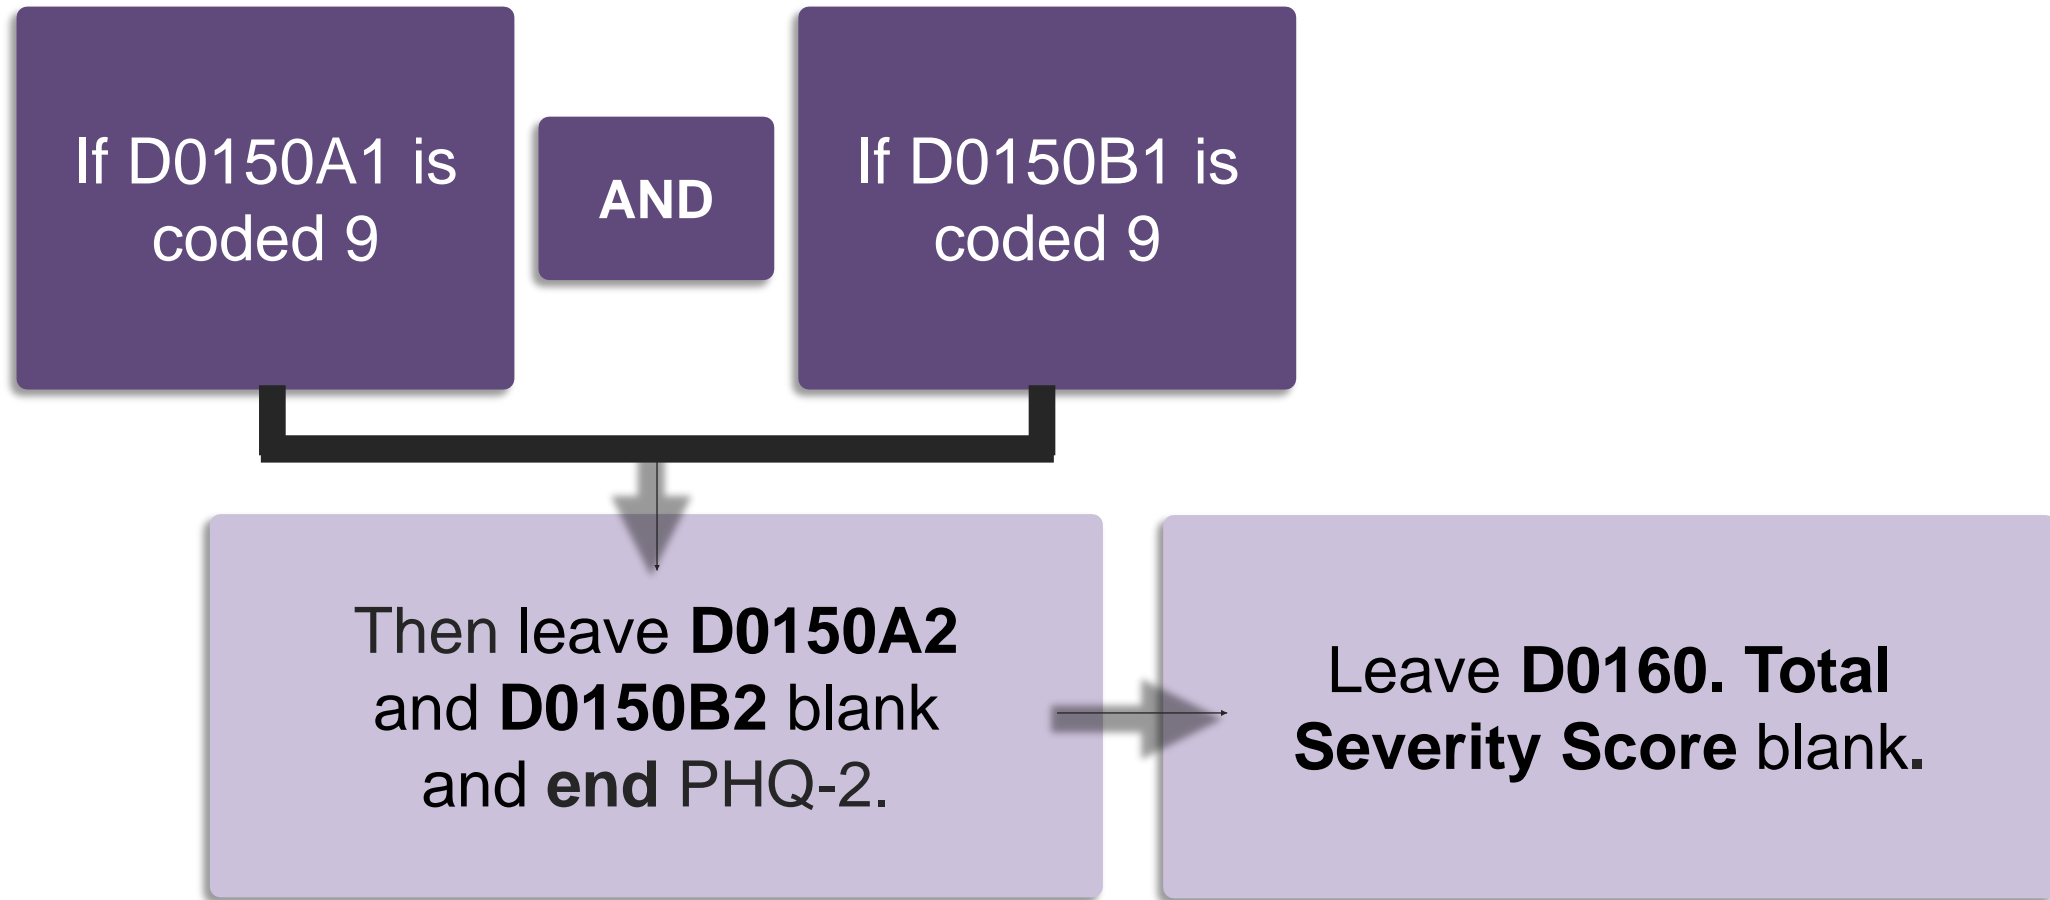 If D0150A1 is
coded 9
AND
If D0150B1 is
coded 9
Then leave D0150A2
and D0150B2 blank
and end PHQ-2.
Leave D0160. Total
Severity Score blank.